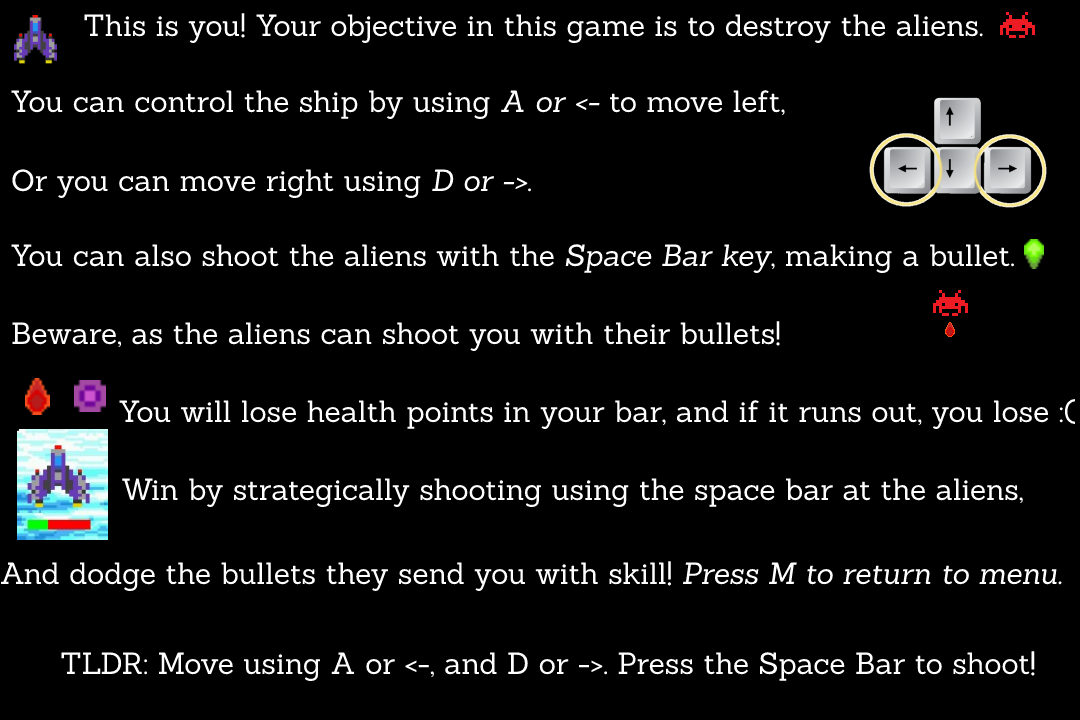 This is you! Your objective in this game is to destroy the aliens.
You can control the ship by using A or <- to move left,
Or you can move right using D or ->.
You can also shoot the aliens with the Space Bar key, making a bullet.
Beware, as the aliens can shoot you with their bullets!
You will lose health points in your bar, and if it runs out, you lose :(
Win by strategically shooting using the space bar at the aliens,
And dodge the bullets they send you with skill! Press M to return to menu.
TLDR: Move using A or <-, and D or ->. Press the Space Bar to shoot!